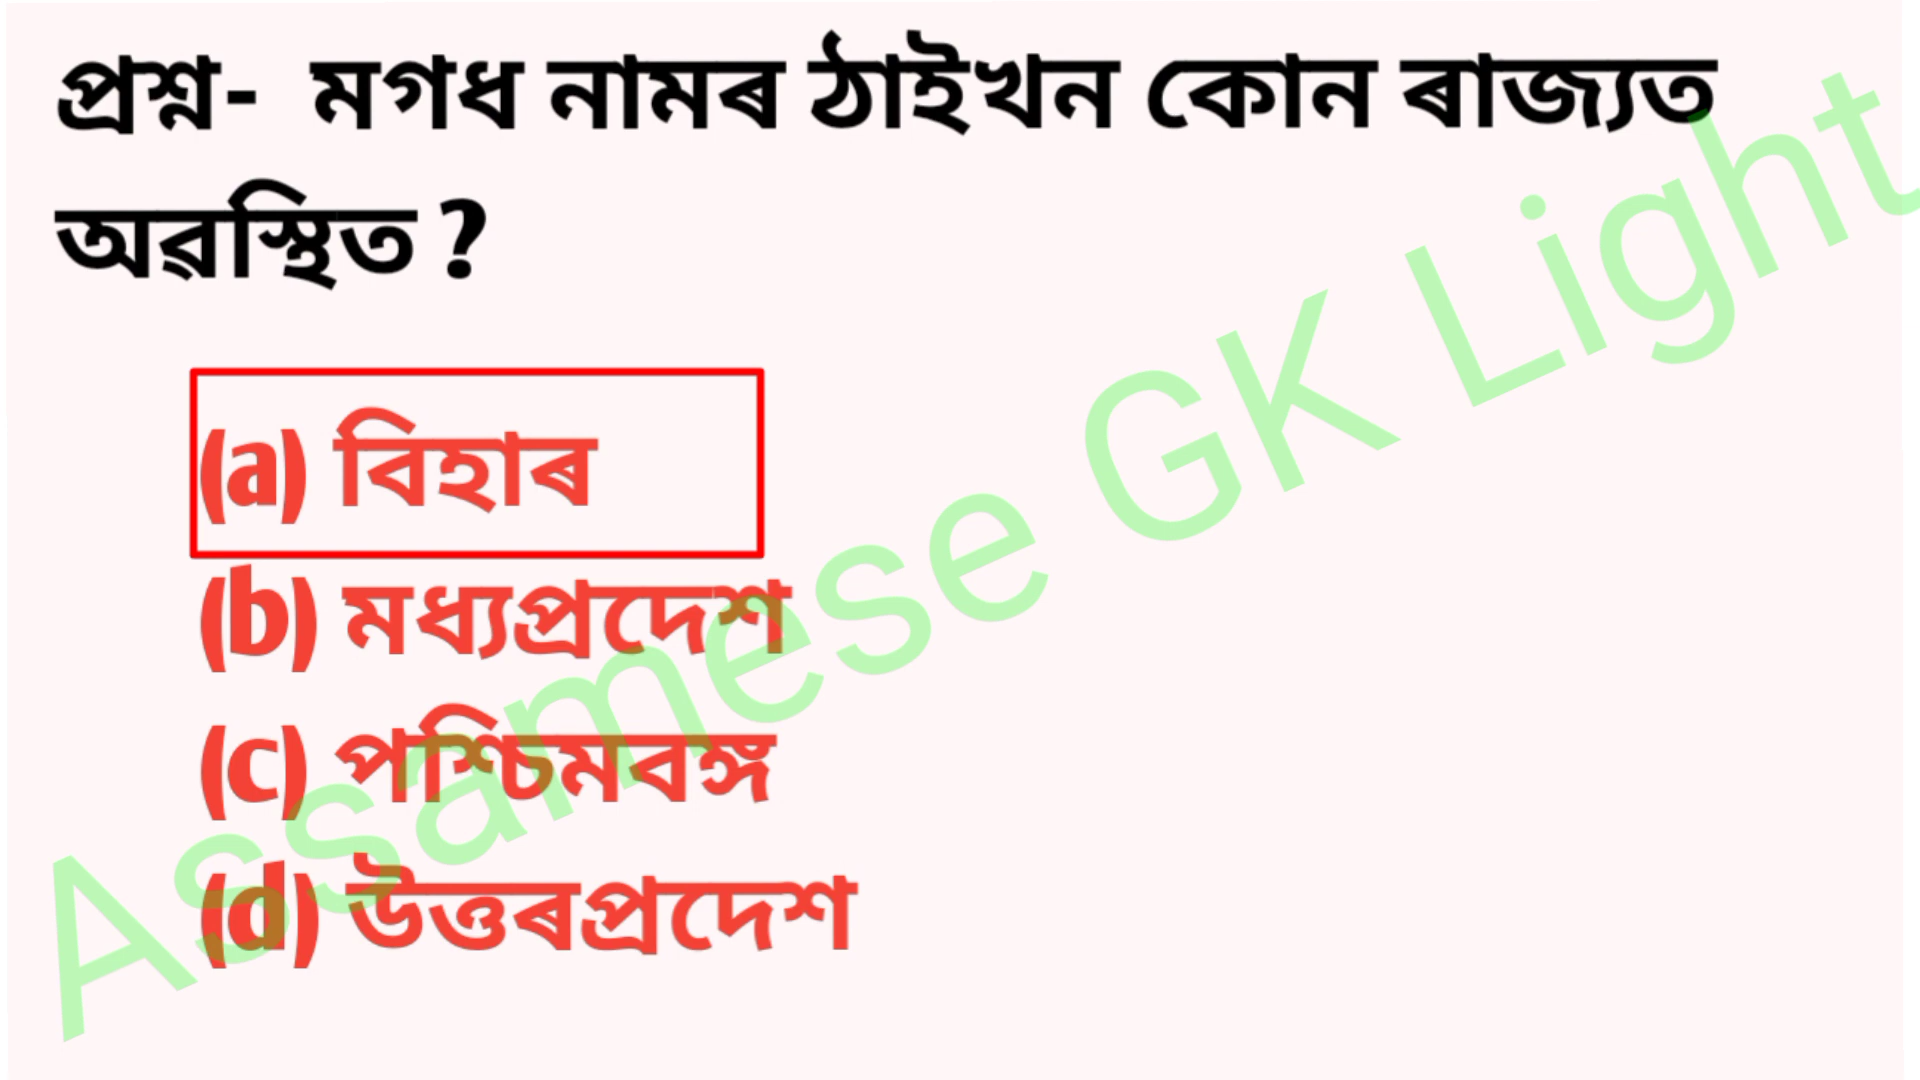 প্ৰশ্ন- মগধ নামৰ ঠাইখন কোন ৰাজ্যত
অৱস্থিত ?
(a) বিহাৰ
(b) মধ্যপ্ৰদেশ
(c) পশ্চিমবঙ্গ
(d) উত্তৰপ্ৰদেশ
Assamese GK Light